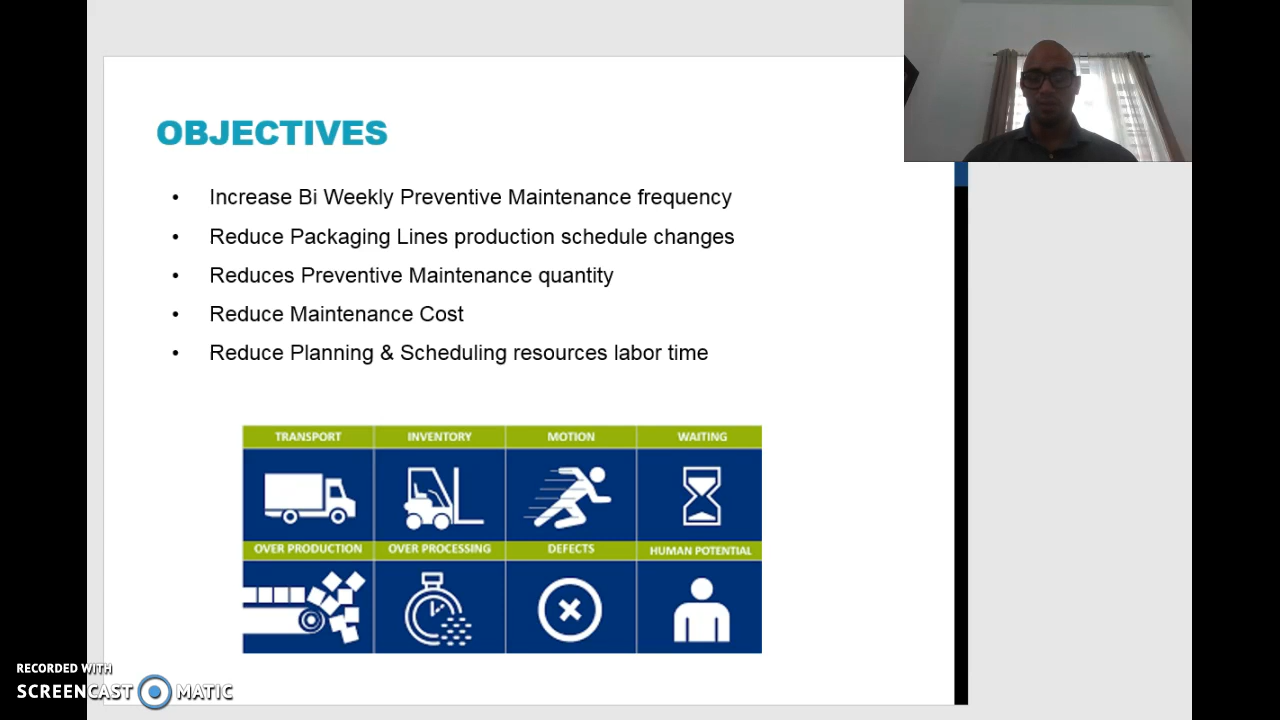 OBJECTIVES
• Increase Bi Weekly Preventive Maintenance frequency
• Reduce Packaging Lines production schedule changes
• Reduces Preventive Maintenance quantity
• Reduce Maintenance Cost
• Reduce Planning & Scheduling resources labor time
TRANSPORT INVENTORY MOTION WAITING
OVER PRODUCTION OVER PROCESSING DEFECTS HUMAN POTENTIAL
RECORDED WITH
SCREENCAST MATIC